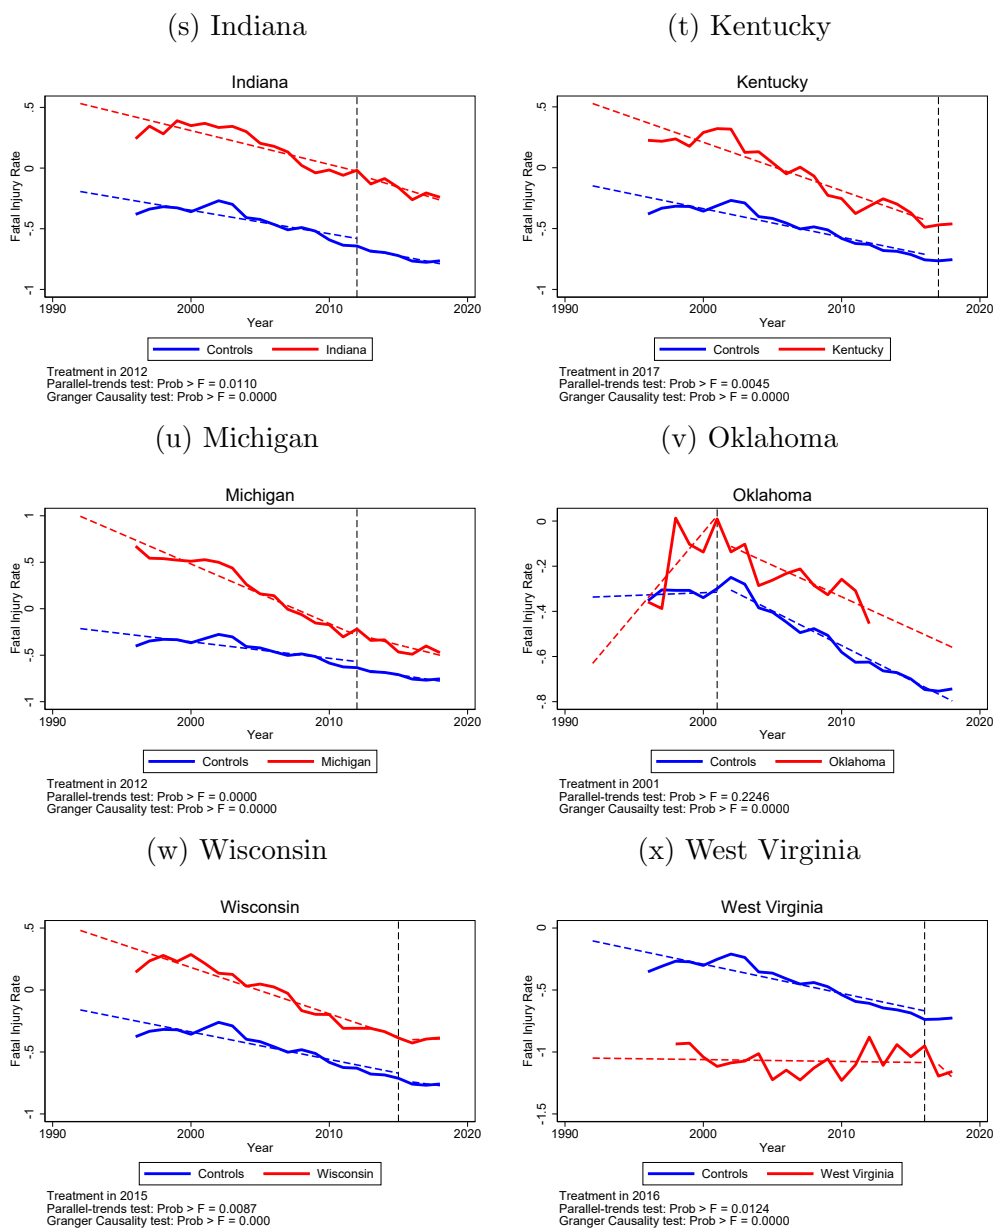 (s) Indiana
Indiana
Fatal Injury Rate
.5
0
-.5
-1
1990 2000 2010 2020
Year
Controls Indiana
Treatment in 2012
Parallel-trends test: Prob > F = 0.0110
Granger Causality test: Prob > F = 0.0000
(t) Kentucky
Kentucky
Fatal Injury Rate
.5
0
-.5
-1
1990 2000 2010 2020
Year
Controls Kentucky
Treatment in 2017
Parallel-trends test: Prob > F = 0.0045
Granger Causality test: Prob > F = 0.0000
(u) Michigan
Michigan
Fatal Injury Rate
1
.5
0
-.5
-1
1990 2000 2010 2020
Year
Controls Michigan
Treatment in 2012
Parallel-trends test: Prob > F = 0.0000
Granger Causality test: Prob > F = 0.0000
(v) Oklahoma
Oklahoma
Fatal Injury Rate
0
-.2
-.4
-.6
-.8
1990 2000 2010 2020
Year
Controls Oklahoma
Treatment in 2001
Parallel-trends test: Prob > F = 0.2246
Granger Causality test: Prob > F = 0.0000
(w) Wisconsin
Wisconsin
Fatal Injury Rate
.5
0
-.5
-1
1990 2000 2010 2020
Year
Controls Wisconsin
Treatment in 2015
Parallel-trends test: Prob > F = 0.0087
Granger Causality test: Prob > F = 0.000
(x) West Virginia
West Virginia
Fatal Injury Rate
0
-.5
-1
-1.5
1990 2000 2010 2020
Year
Controls West Virginia
Treatment in 2016
Parallel-trends test: Prob > F = 0.0124
Granger Causality test: Prob > F = 0.0000